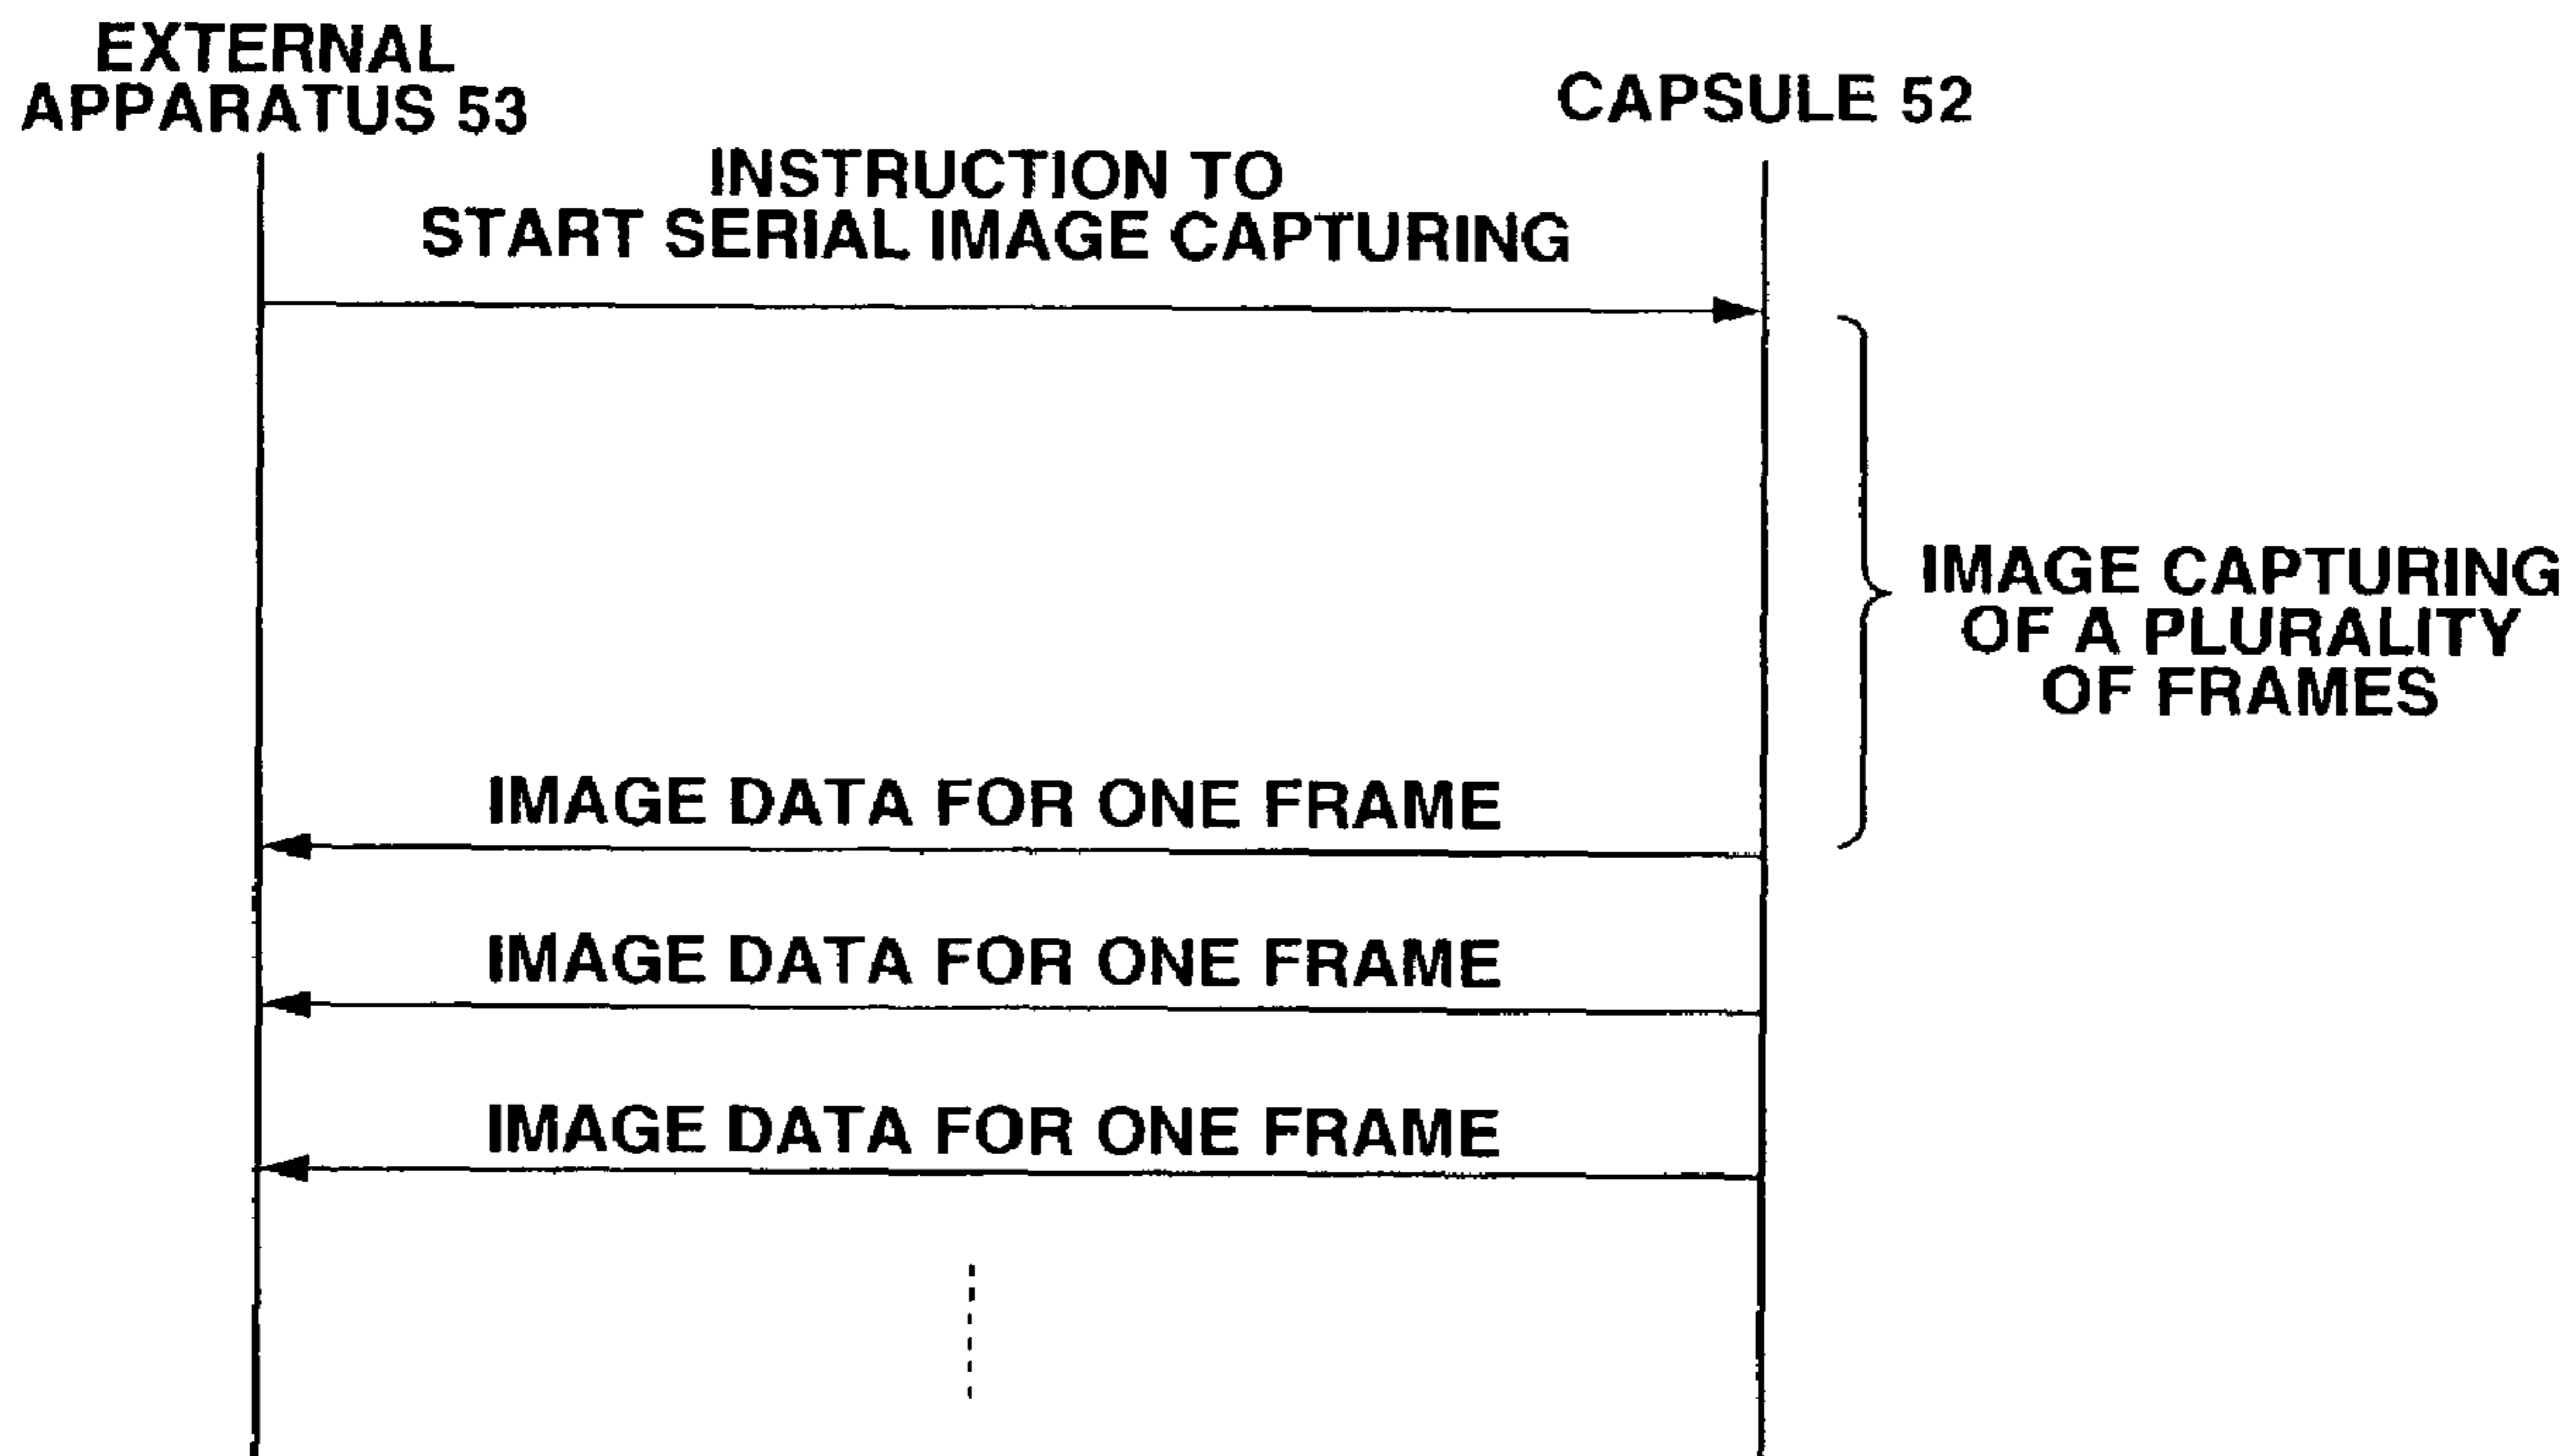 EXTERNAL
APPARATUS 53
CAPSULE 52
INSTRUCTION TO
START SERIAL IMAGE CAPTURING
IMAGE CAPTURING
OF A PLURALITY
OF FRAMES
IMAGE DATA FOR ONE FRAME
IMAGE DATA FOR ONE FRAME
IMAGE DATA FOR ONE FRAME